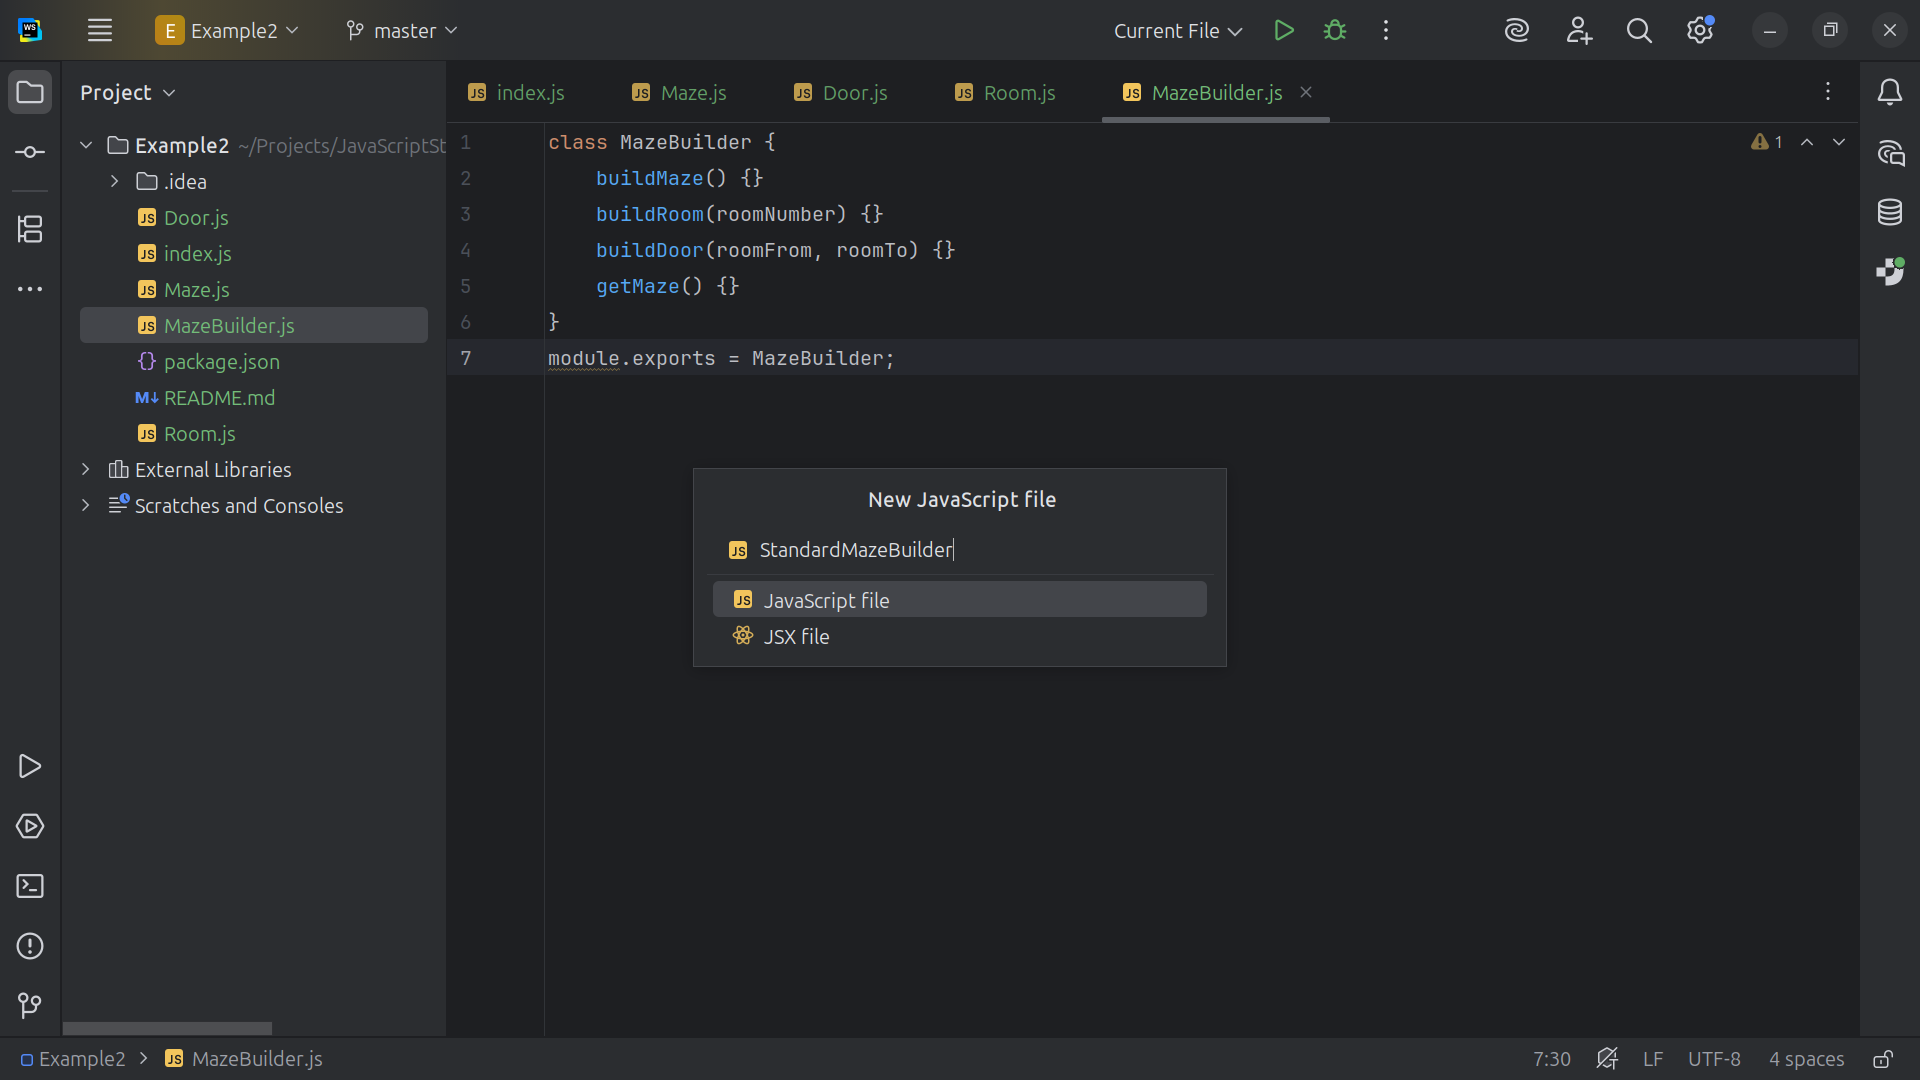 WS
E Example2
master
Current File
Project
Example2 ~/Projects/JavaScriptSt
.idea
JS Door.js
JS index.js
JS Maze.js
JS MazeBuilder.js
{} package.json
M↓ README.md
JS Room.js
External Libraries
Scratches and Consoles
JS index.js
JS Maze.js
JS Door.js
JS Room.js
JS MazeBuilder.js
1 class MazeBuilder {
2 buildMaze() {}
3 buildRoom(roomNumber) {}
4 buildDoor(roomFrom, roomTo) {}
5 getMaze() {}
6 }
7 module.exports = MazeBuilder;
1
New JavaScript file
JS StandardMazeBuilder
JS JavaScript file
JSX file
Example2 > JS MazeBuilder.js
7:30
LF
UTF-8
4 spaces